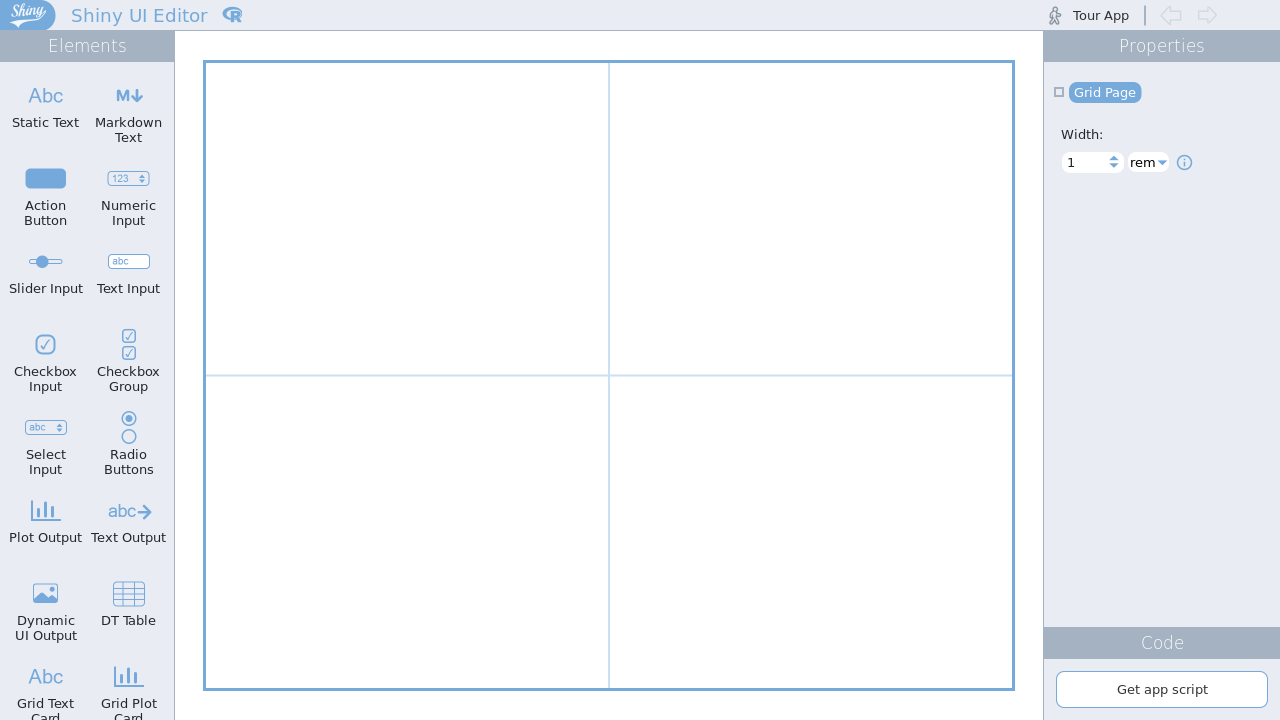 Shiny
Shiny UI Editor
R
Tour App
Elements
Abc
Static Text
M
Markdown
Text
Action
Button
123
Numeric
Input
Slider Input
abc
Text Input
Checkbox
Input
Checkbox
Group
abc
Select
Input
Radio
Buttons
Plot Output
abc
Text Output
Dynamic
UI Output
DT Table
Abc
Grid Text
Card
Grid Plot
Card
Properties
Grid Page
Width:
1
rem
Code
Get app script